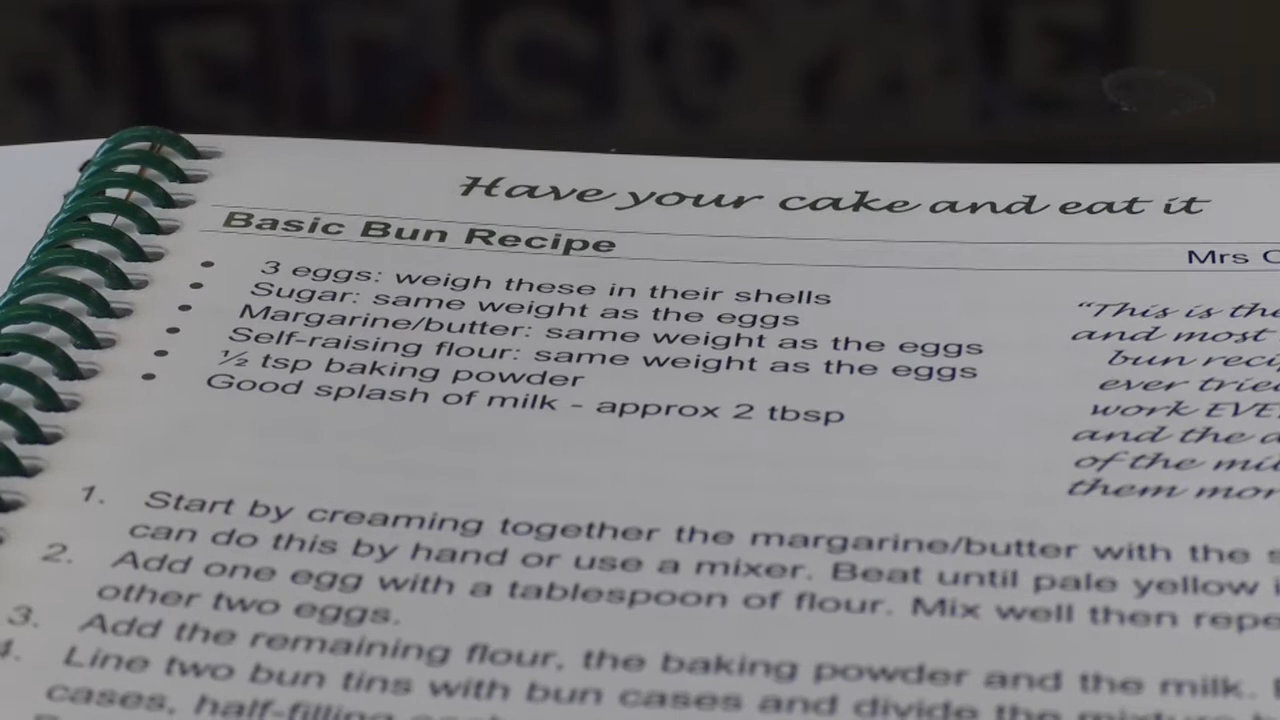 WELCOME
Have your cake and eat it
Basic Bun Recipe
Mrs
• 3 eggs: weigh these in their shells
• Sugar: same weight as the eggs
• Margarine/butter: same weight as the eggs
• Self-raising flour: same weight as the eggs
• ½ tsp baking powder
• Good splash of milk - approx 2 tbsp
"This is the
and most
bun
ever
work
and the
of the
them
1. Start by creaming together the margarine/butter with the
can do this by hand or use a mixer. Beat until pale yellow
2. Add one egg with a tablespoon of flour. Mix well then
other two eggs.
3. Add the remaining flour, the baking powder and the milk.
4. Line two bun tins with bun cases and divide the
cases, half-filling